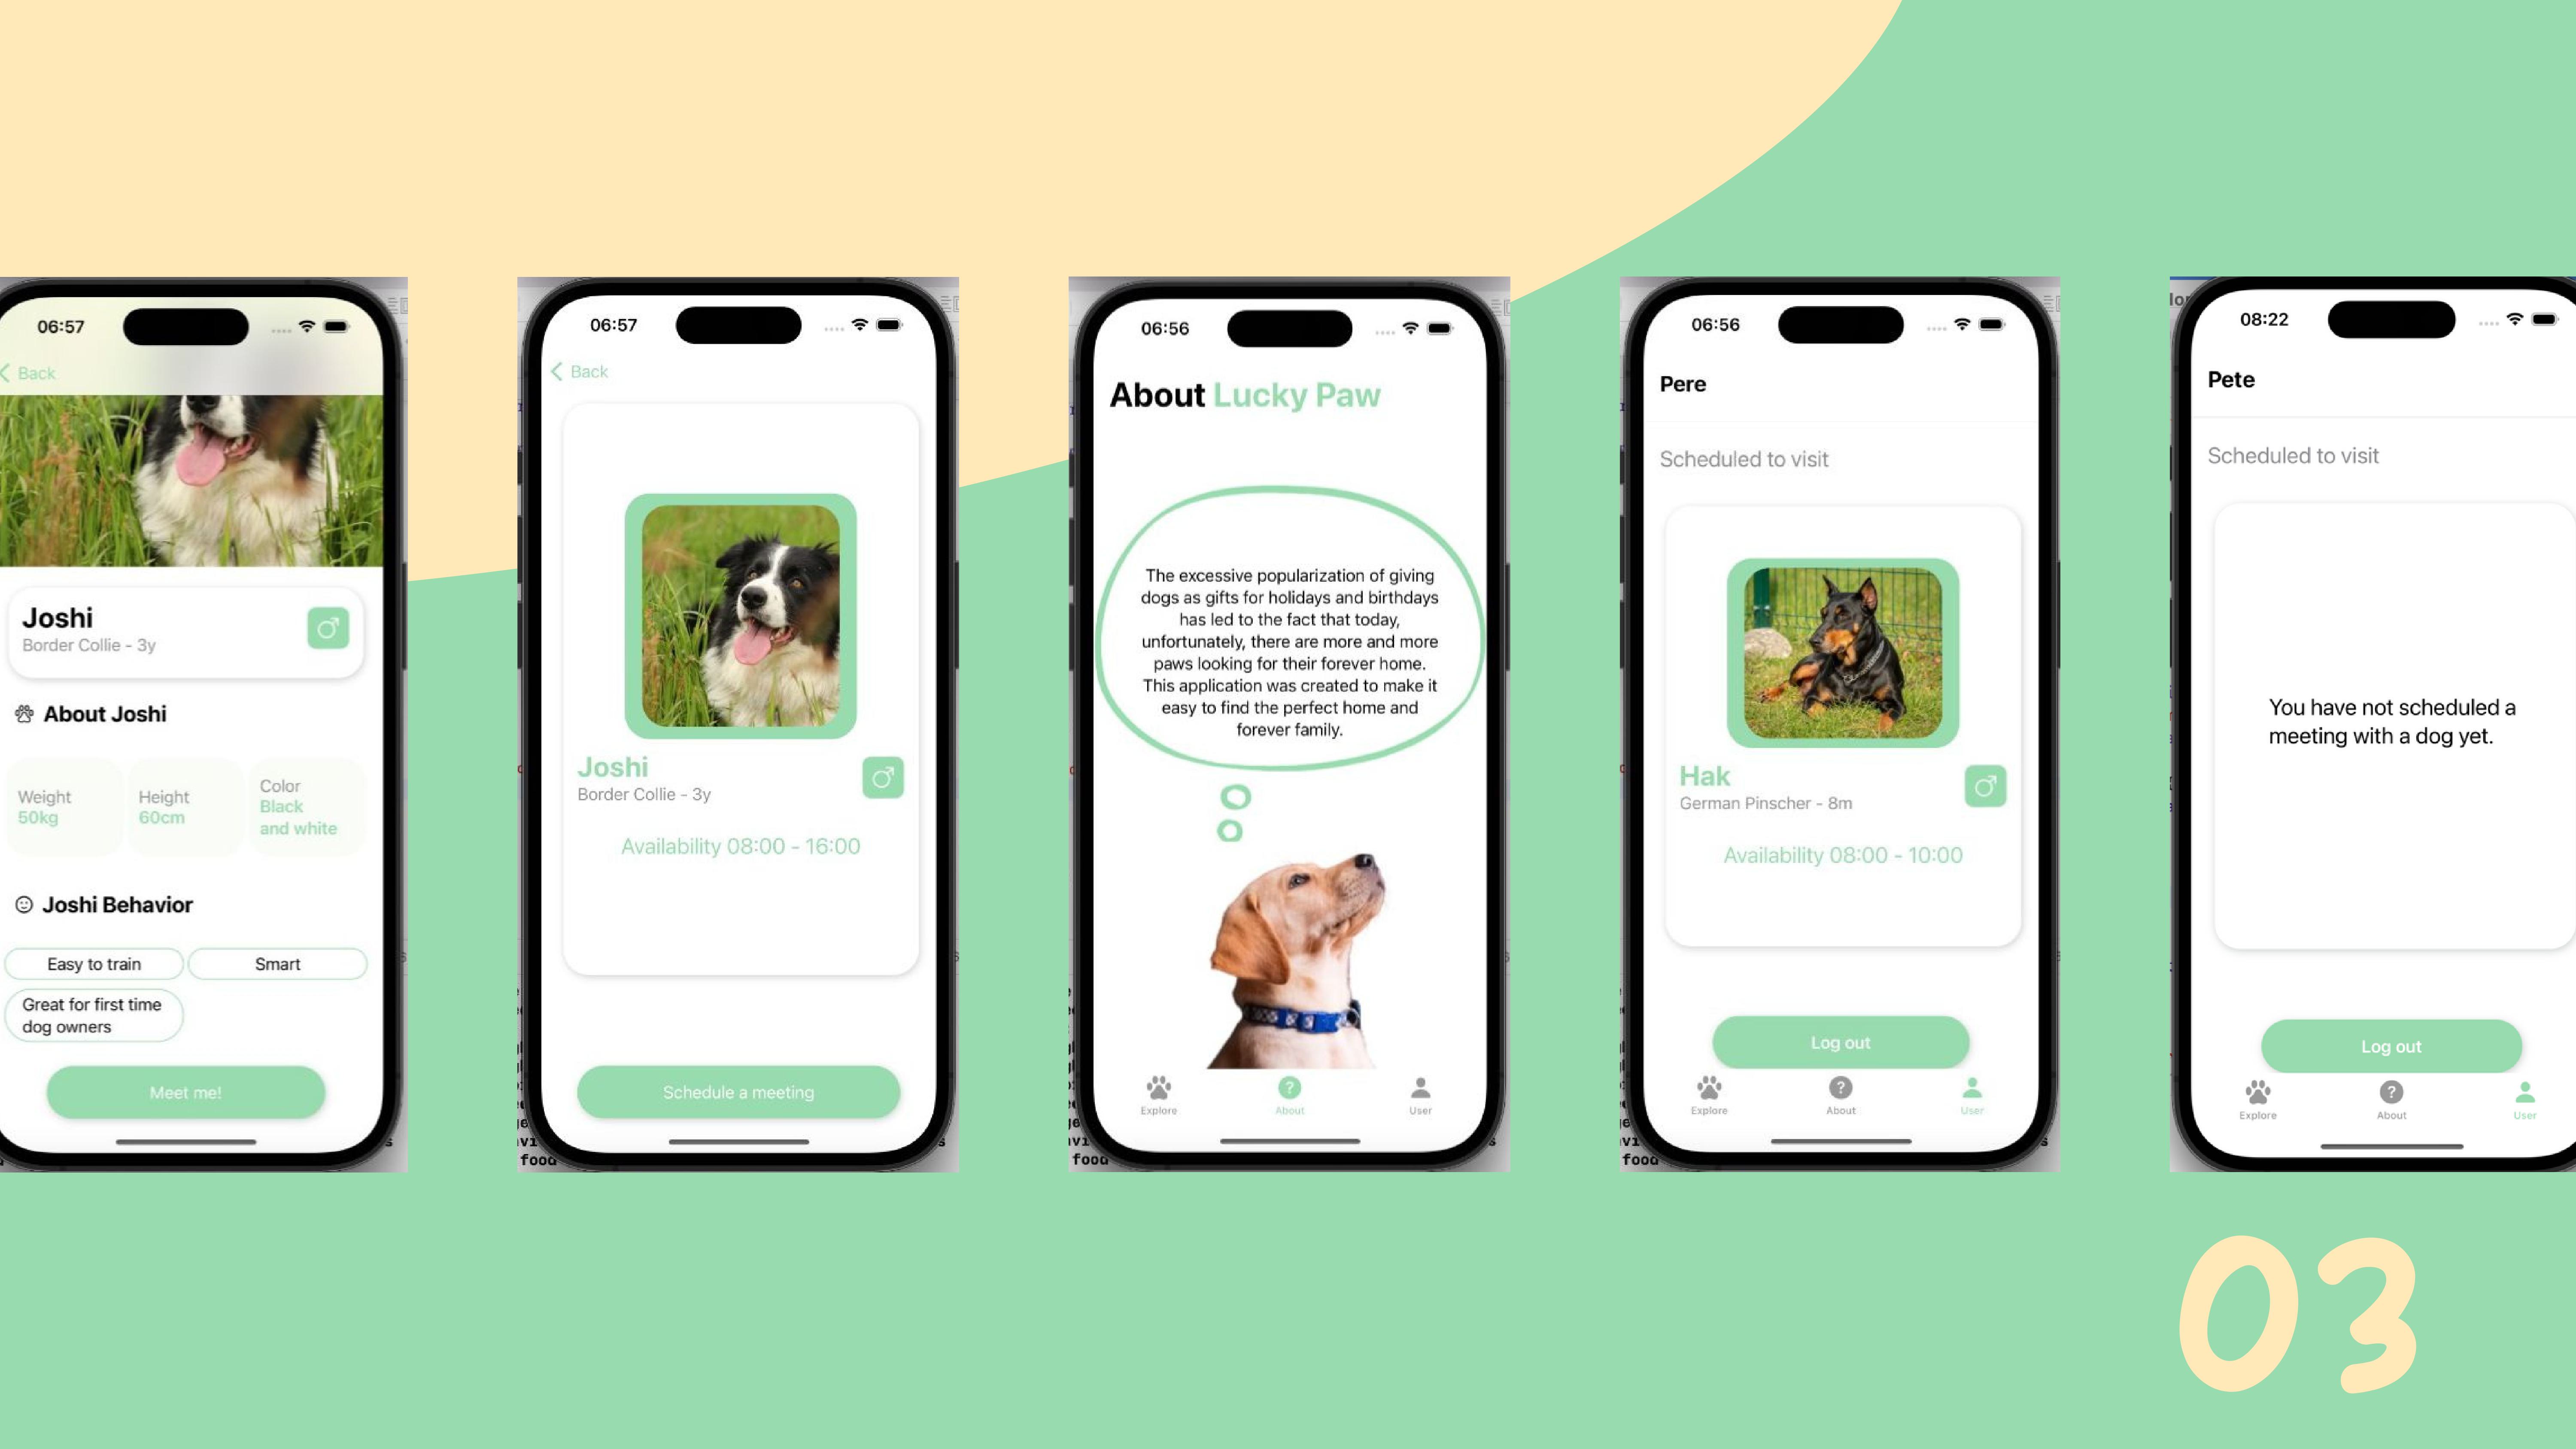 06:57
Back
Joshi
Border Collie - 3y
About Joshi
Weight
50kg
Height
60cm
Color
Black
and white
Joshi Behavior
Easy to train
Smart
Great for first time
dog owners
Meet me!
06:57
Back
Joshi
Border Collie - 3y
Availability 08:00 - 16:00
Schedule a meeting
food
06:56
About Lucky Paw
The excessive popularization of giving
dogs as gifts for holidays and birthdays
has led to the fact that today,
unfortunately, there are more and more
paws looking for their forever home.
This application was created to make it
easy to find the perfect home and
forever family.
Explore
About
User
food
06:56
Pere
Scheduled to visit
Hak
German Pinscher - 8m
Availability 08:00 - 10:00
Log out
Explore
About
User
food
08:22
Pete
Scheduled to visit
You have not scheduled a
meeting with a dog yet.
Log out
Explore
About
User
03